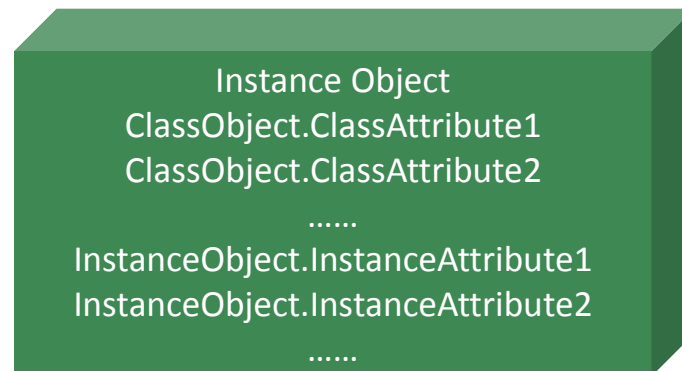 Instance Object
ClassObject.ClassAttribute1
ClassObject.ClassAttribute2
……
InstanceObject.InstanceAttribute1
InstanceObject.InstanceAttribute2
……